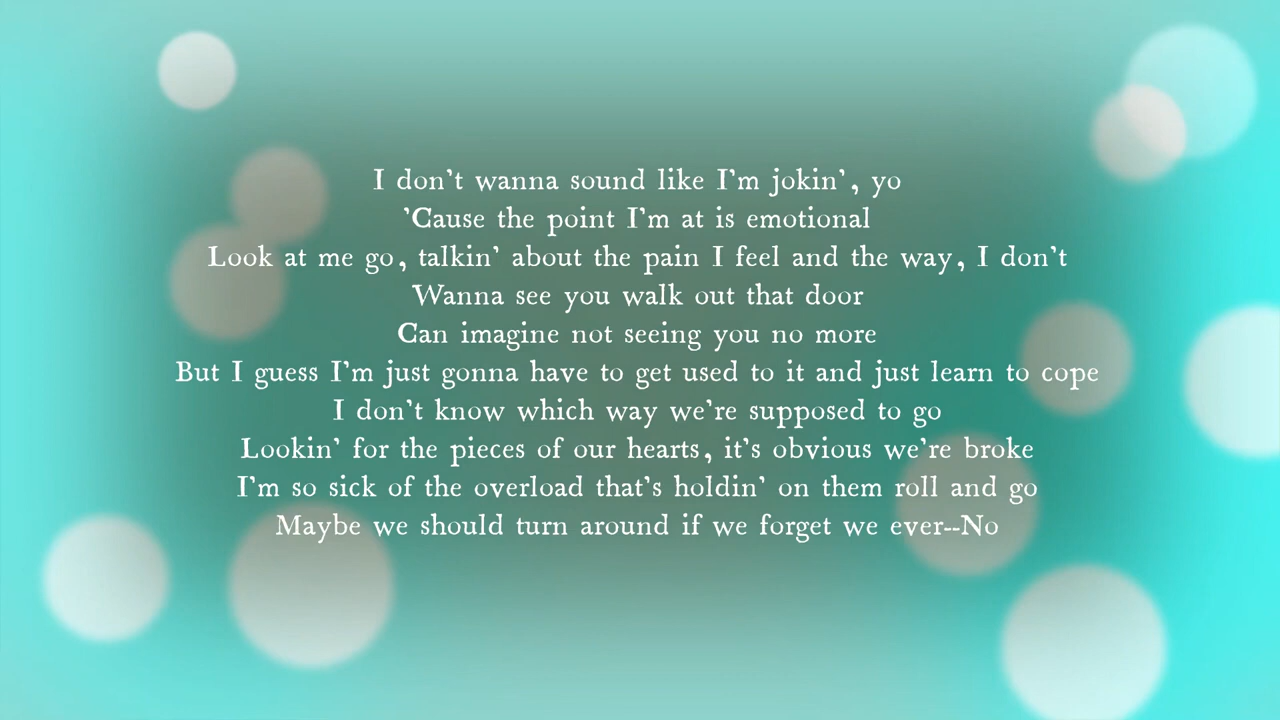 I don't wanna sound like I'm jokin', yo
'Cause the point I'm at is emotional
Look at me go, talkin' about the pain I feel and the way, I don't
Wanna see you walk out that door
Can imagine not seeing you no more
But I guess I'm just gonna have to get used to it and just learn to cope
I don't know which way we're supposed to go
Lookin' for the pieces of our hearts, it's obvious we're broke
I'm so sick of the overload that's holdin' on them roll and go
Maybe we should turn around if we forget we ever--No